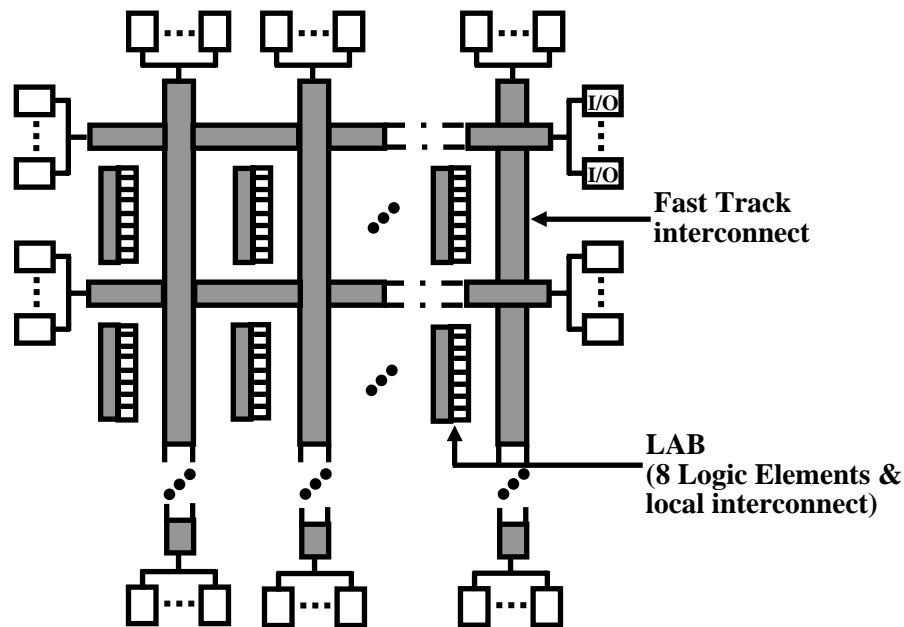 I/O
I/O
Fast Track
interconnect
LAB
(8 Logic Elements &
local interconnect)